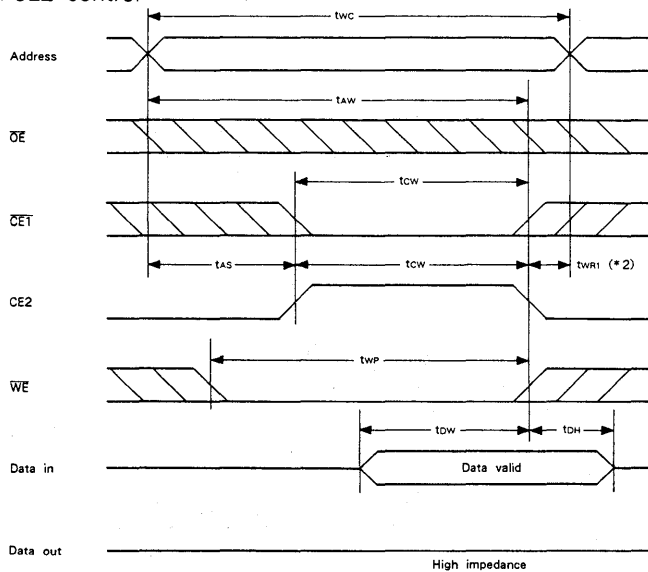 CE2 control
twc
Address
tAW
OE
tcw
CE1
tAS
tcw
tWR1 (*2)
CE2
twp
WE
tDW
tDH
Data in
Data valid
Data out
High impedance